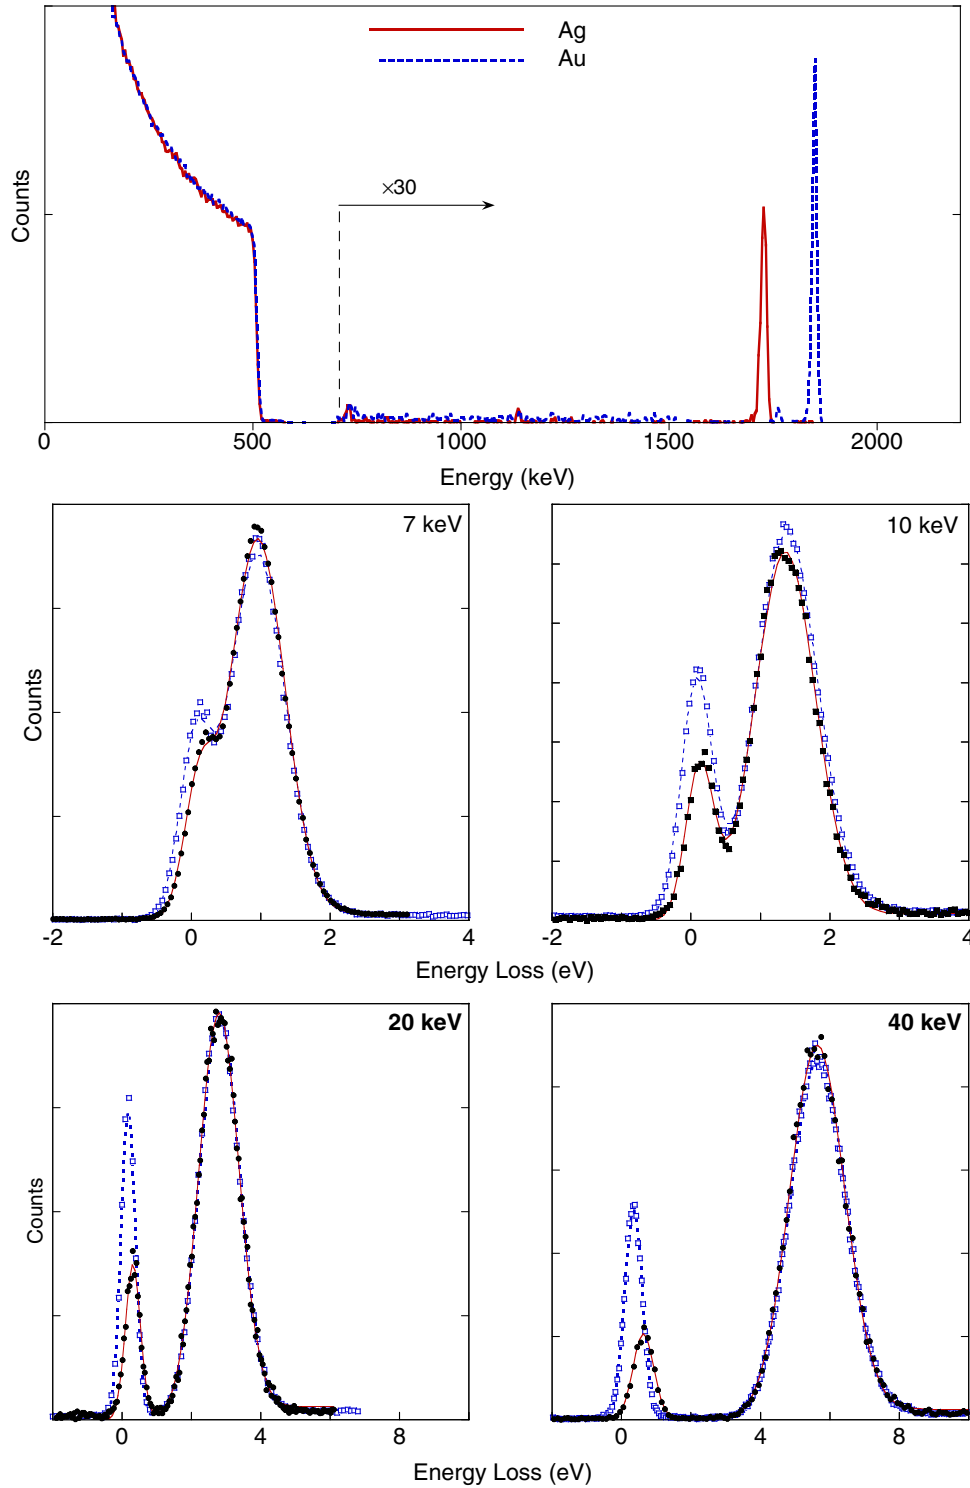 Ag
Au
×30
Counts
0 500 1000 1500 2000
Energy (keV)
7 keV
10 keV
Counts
-2 0 2 4
-2 0 2 4
Energy Loss (eV)
20 keV
40 keV
Counts
0 4 8
0 4 8
Energy Loss (eV)